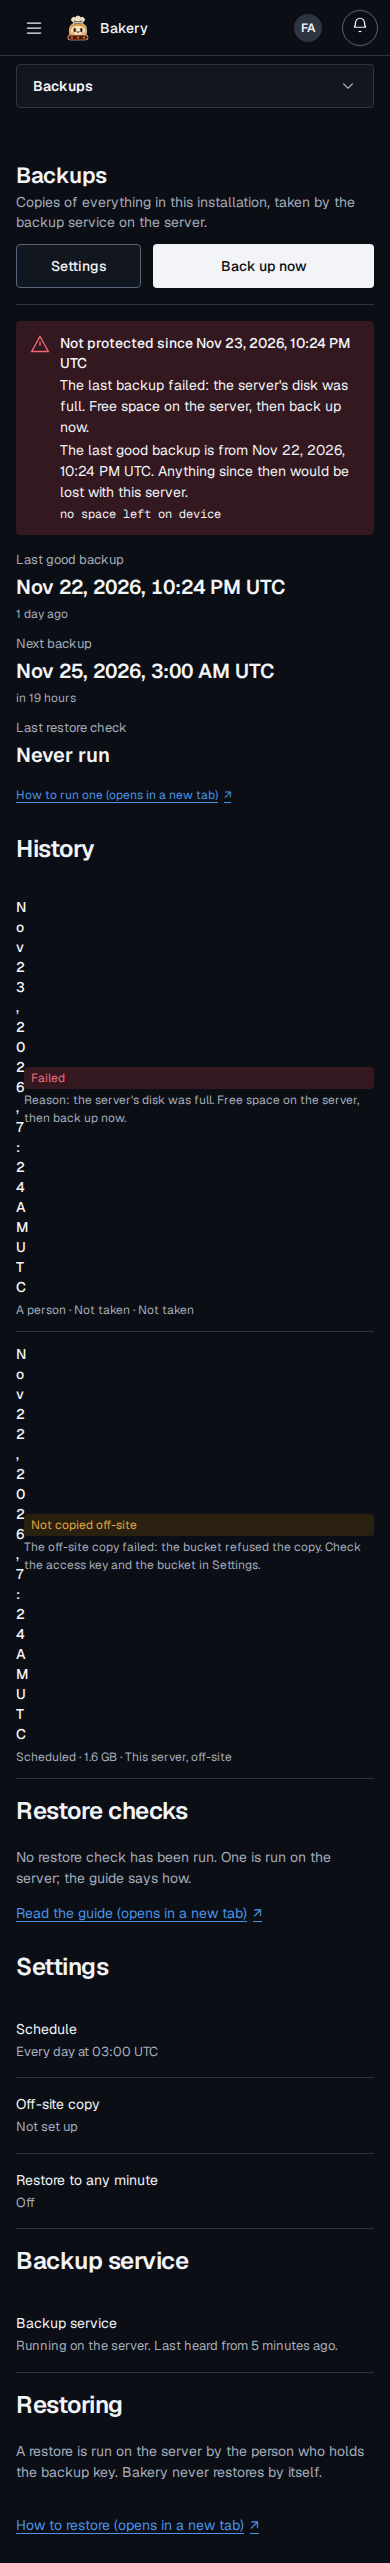 Bakery
FA
Backups
Backups
Copies of everything in this installation, taken by the
backup service on the server.
Settings
Back up now
Not protected since Nov 23, 2026, 10:24 PM
UTC
The last backup failed: the server's disk was
full. Free space on the server, then back up
now.
The last good backup is from Nov 22, 2026,
10:24 PM UTC. Anything since then would be
lost with this server.
no space left on device
Last good backup
Nov 22, 2026, 10:24 PM UTC
1 day ago
Next backup
Nov 25, 2026, 3:00 AM UTC
in 19 hours
Last restore check
Never run
How to run one (opens in a new tab) ↗
History
Nov 23, 2026, 7:24 AM UTC
Failed
Reason: the server's disk was full. Free space on the server,
then back up now.
A person · Not taken · Not taken
Nov 22, 2026, 7:24 AM UTC
Not copied off-site
The off-site copy failed: the bucket refused the copy. Check
the access key and the bucket in Settings.
Scheduled · 1.6 GB · This server, off-site
Restore checks
No restore check has been run. One is run on the
server; the guide says how.
Read the guide (opens in a new tab) ↗
Settings
Schedule
Every day at 03:00 UTC
Off-site copy
Not set up
Restore to any minute
Off
Backup service
Backup service
Running on the server. Last heard from 5 minutes ago.
Restoring
A restore is run on the server by the person who holds
the backup key. Bakery never restores by itself.
How to restore (opens in a new tab) ↗